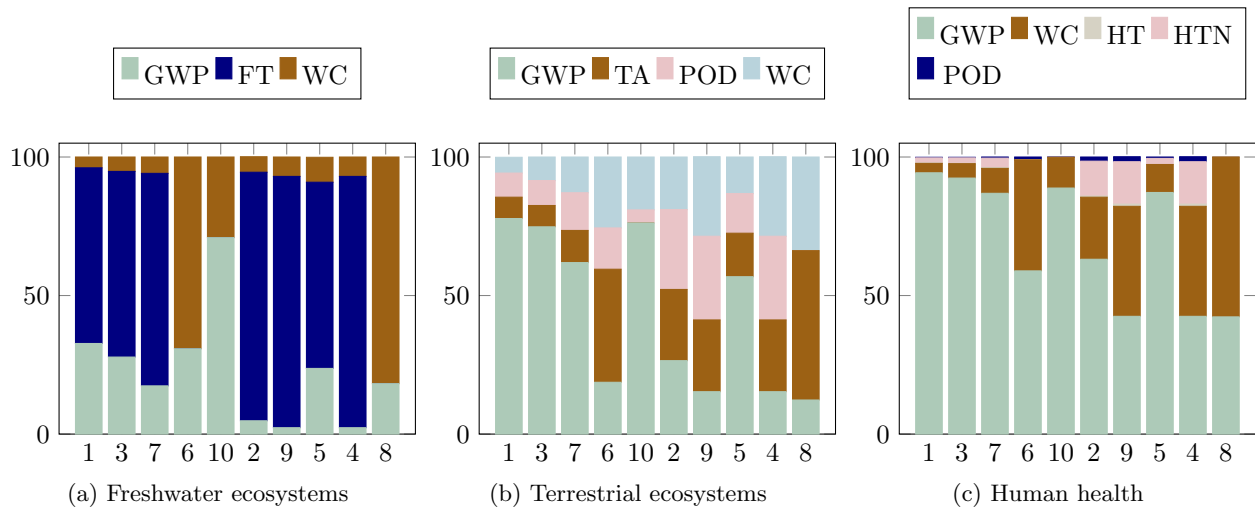 GWP FT WC
0
50
100
1 3 7 6 10 2 9 5 4 8
(a) Freshwater ecosystems
GWP TA POD WC
0
50
100
1 3 7 6 10 2 9 5 4 8
(b) Terrestrial ecosystems
GWP WC HT HTN
POD
0
50
100
1 3 7 6 10 2 9 5 4 8
(c) Human health